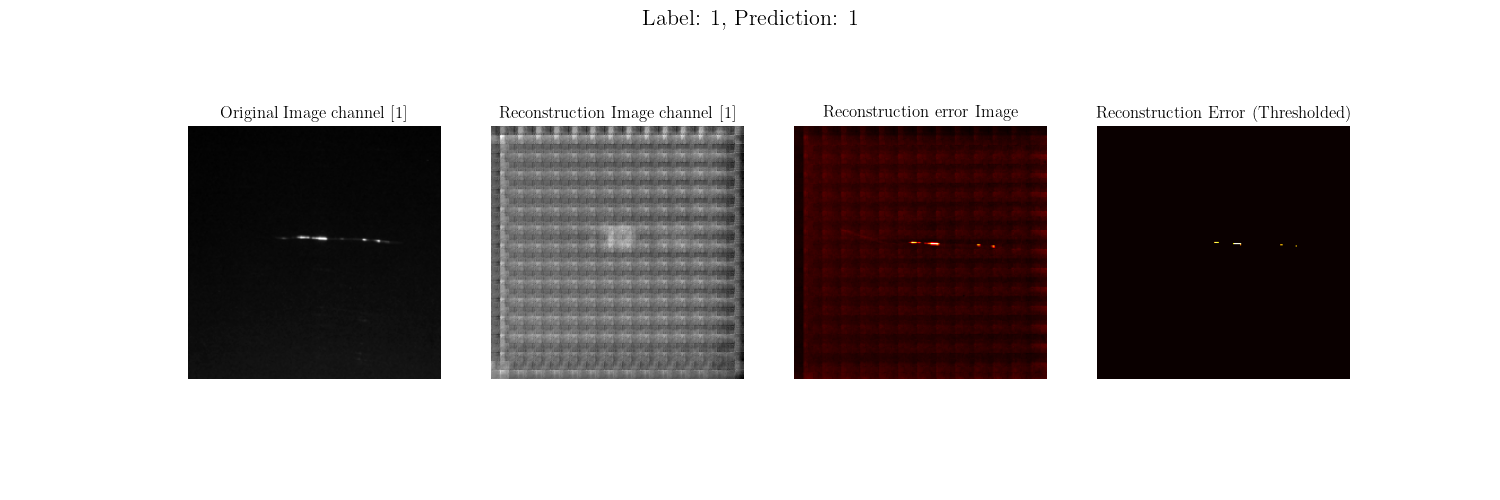 Label: 1, Prediction: 1
Original Image channel [1]
Reconstruction Image channel [1]
Reconstruction error Image
Reconstruction Error (Thresholded)